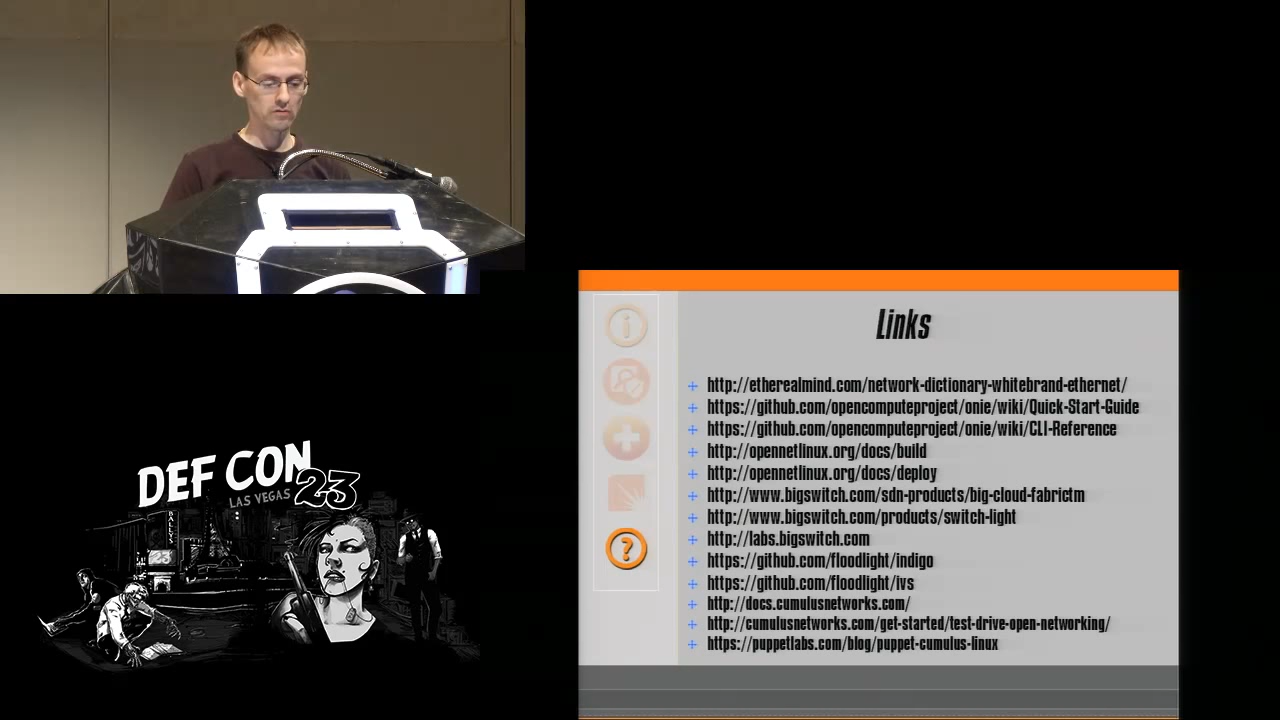 Links
http://etherealmind.com/network-dictionary-whitebrand-ethernet/
https://github.com/opencomputeproject/onie/wiki/Quick-Start-Guide
https://github.com/opencomputeproject/onie/wiki/CLI-Reference
http://opennetlinux.org/docs/build
http://opennetlinux.org/docs/deploy
http://www.bigswitch.com/sdn-products/big-cloud-fabrictm
http://www.bigswitch.com/products/switch-light
http://labs.bigswitch.com
https://github.com/floodlight/indigo
https://github.com/floodlight/ivs
http://docs.cumulusnetworks.com/
http://cumulusnetworks.com/get-started/test-drive-open-networking/
https://puppetlabs.com/blog/puppet-cumulus-linux
DEF CON
LAS VEGAS 23
BALLYS